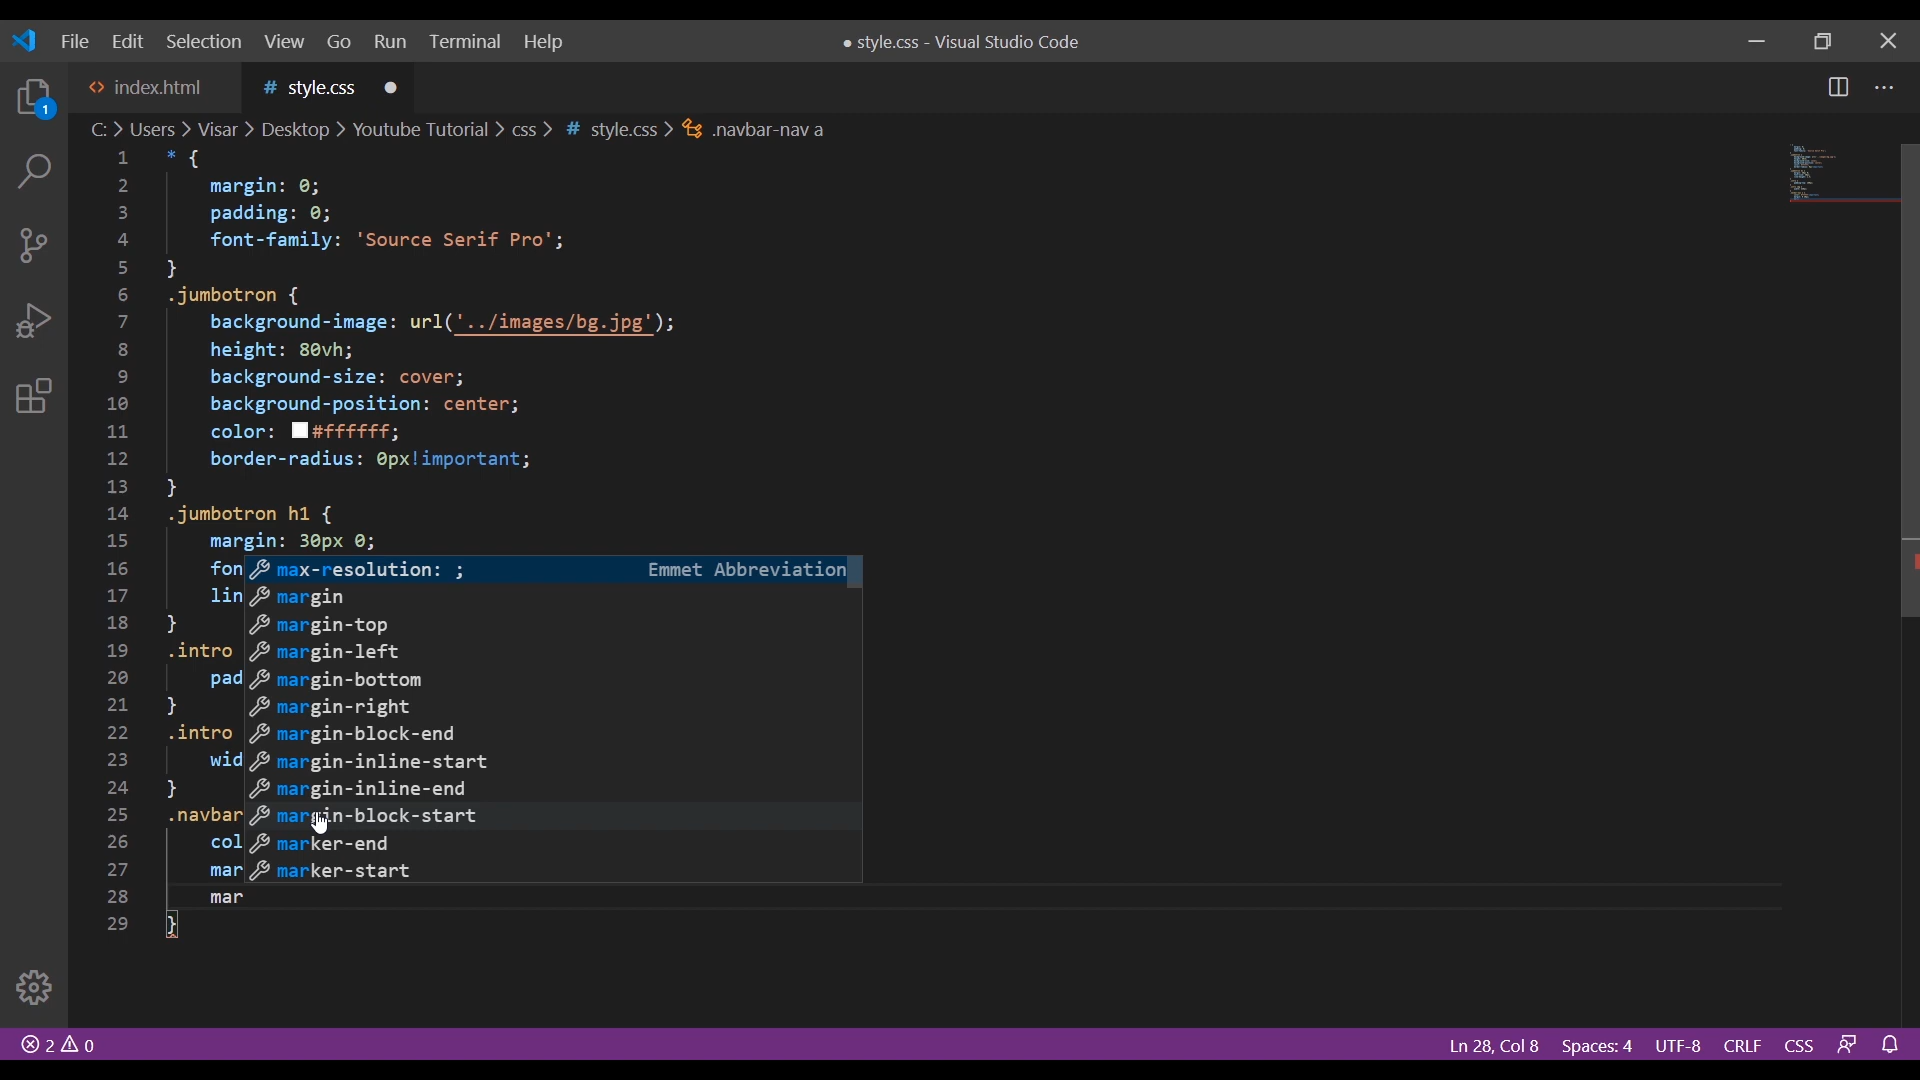 File Edit Selection View Go Run Terminal Help
● style.css - Visual Studio Code
index.html
# style.css ●
C: > Users > Visar > Desktop > Youtube Tutorial > css > # style.css > .navbar-nav a
1
1 * {
2 margin: 0;
3 padding: 0;
4 font-family: 'Source Serif Pro';
5 }
6 .jumbotron {
7 background-image: url('../images/bg.jpg');
8 height: 80vh;
9 background-size: cover;
10 background-position: center;
11 color: #ffffff;
12 border-radius: 0px!important;
13 }
14 .jumbotron h1 {
15 margin: 30px 0;
16 fon max-resolution: ; Emmet Abbreviation
17 lin margin
18 } margin-top
19 .intro margin-left
20 pad margin-bottom
21 } margin-right
22 .intro margin-block-end
23 wid margin-inline-start
24 } margin-inline-end
25 .navbar margin-block-start
26 col marker-end
27 mar marker-start
28 mar
29 }
2 0
Ln 28, Col 8 Spaces: 4 UTF-8 CRLF CSS